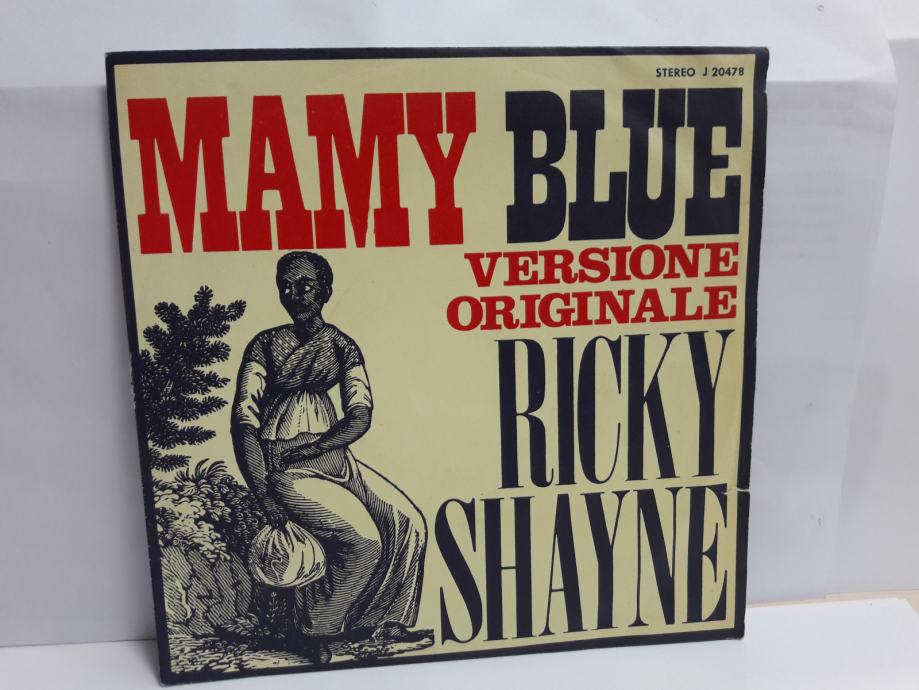 STEREO J 20478
MAMY BLUE
VERSIONE
ORIGINALE
RICKY
SHAYNE